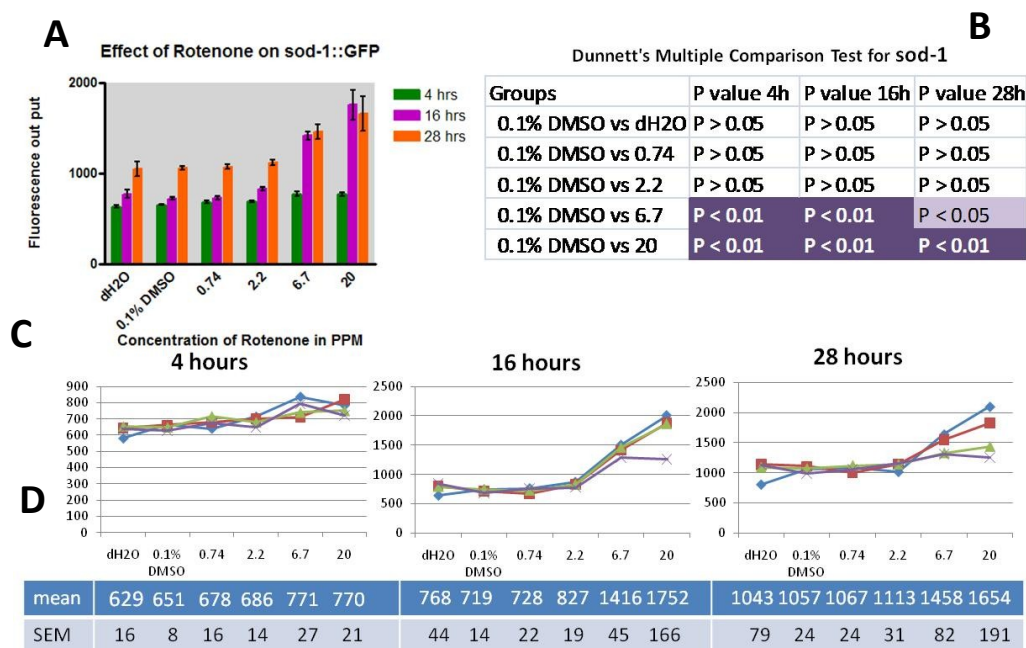 A
Effect of Rotenone on sod-1::GFP
Fluorescence out put
2000
1000
0
4 hrs
16 hrs
28 hrs
dH2O
0.1% DMSO
0.74
2.2
6.7
20
Concentration of Rotenone in PPM
B
Dunnett's Multiple Comparison Test for sod-1
Groups P value 4h P value 16h P value 28h
0.1% DMSO vs dH2O P > 0.05 P > 0.05 P > 0.05
0.1% DMSO vs 0.74 P > 0.05 P > 0.05 P > 0.05
0.1% DMSO vs 2.2 P > 0.05 P > 0.05 P > 0.05
0.1% DMSO vs 6.7 P < 0.01 P < 0.01 P < 0.05
0.1% DMSO vs 20 P < 0.01 P < 0.01 P < 0.01
C
4 hours
900
800
700
600
500
400
300
200
100
0
dH2O 0.1% DMSO 0.74 2.2 6.7 20
16 hours
2500
2000
1500
1000
500
0
dH2O 0.1% DMSO 0.74 2.2 6.7 20
28 hours
2500
2000
1500
1000
500
0
dH2O 0.1% DMSO 0.74 2.2 6.7 20
D
mean 629 651 678 686 771 770 768 719 728 827 1416 1752 1043 1057 1067 1113 1458 1654
SEM 16 8 16 14 27 21 44 14 22 19 45 166 79 24 24 31 82 191